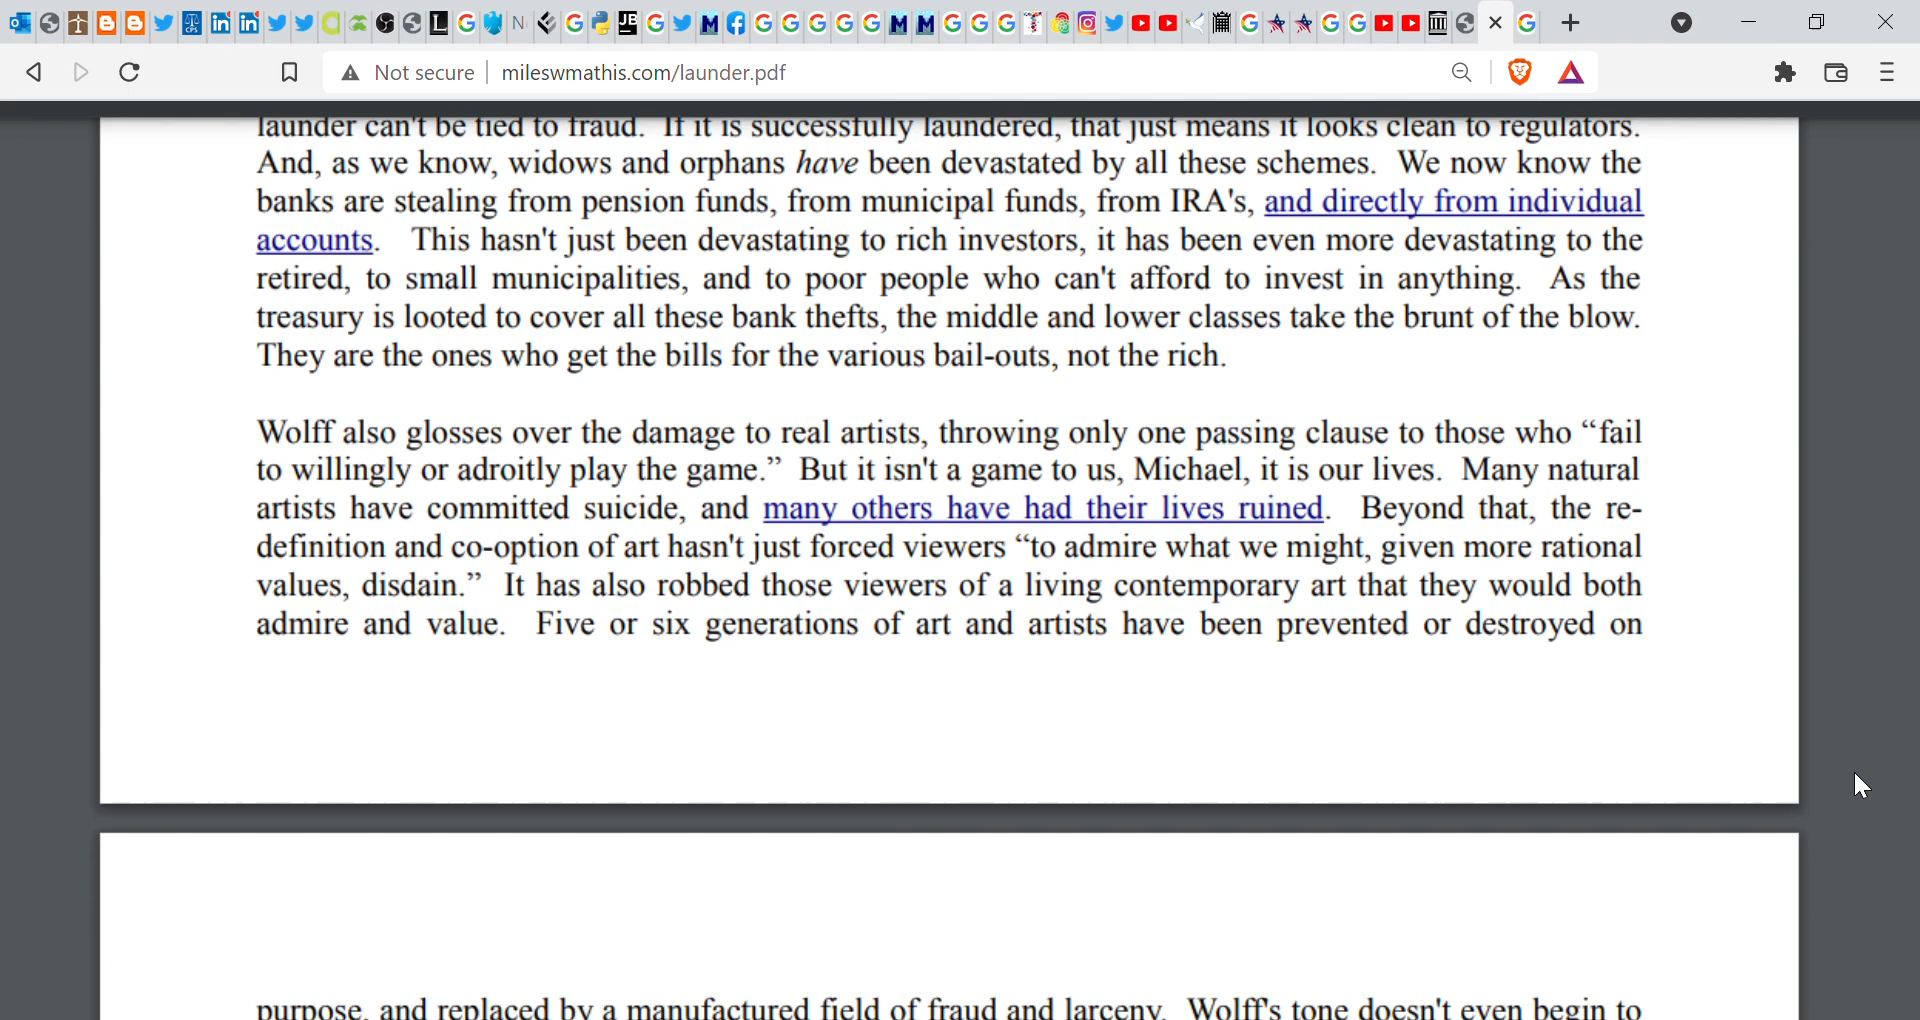 Not secure mileswmathis.com/launder.pdf
launder can't be tied to fraud. If it is successfully laundered, that just means it looks clean to regulators.
And, as we know, widows and orphans have been devastated by all these schemes. We now know the
banks are stealing from pension funds, from municipal funds, from IRA's, and directly from individual
accounts. This hasn't just been devastating to rich investors, it has been even more devastating to the
retired, to small municipalities, and to poor people who can't afford to invest in anything. As the
treasury is looted to cover all these bank thefts, the middle and lower classes take the brunt of the blow.
They are the ones who get the bills for the various bail-outs, not the rich.
Wolff also glosses over the damage to real artists, throwing only one passing clause to those who “fail
to willingly or adroitly play the game.” But it isn't a game to us, Michael, it is our lives. Many natural
artists have committed suicide, and many others have had their lives ruined. Beyond that, the re-
definition and co-option of art hasn't just forced viewers “to admire what we might, given more rational
values, disdain.” It has also robbed those viewers of a living contemporary art that they would both
admire and value. Five or six generations of art and artists have been prevented or destroyed on
purpose, and replaced by a manufactured field of fraud and larceny. Wolff's tone doesn't even begin to